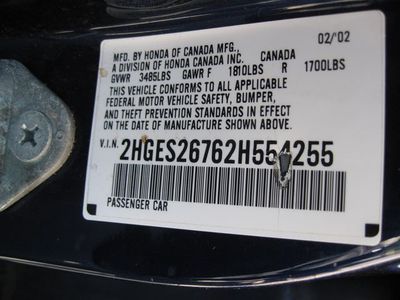 MFD. BY HONDA OF CANADA MFG.,
A DIVISION OF HONDA CANADA INC. CANADA 02/'02
GVWR 3485LBS GAWR F 1810LBS R 1700LBS
THIS VEHICLE CONFORMS TO ALL APPLICABLE
FEDERAL MOTOR VEHICLE SAFETY, BUMPER,
AND THEFT PREVENTION STANDARDS IN EFFECT
ON THE DATE OF MANUFACTURE SHOWN ABOVE.
V.I.N. 2HGES26762H554255
PASSENGER CAR